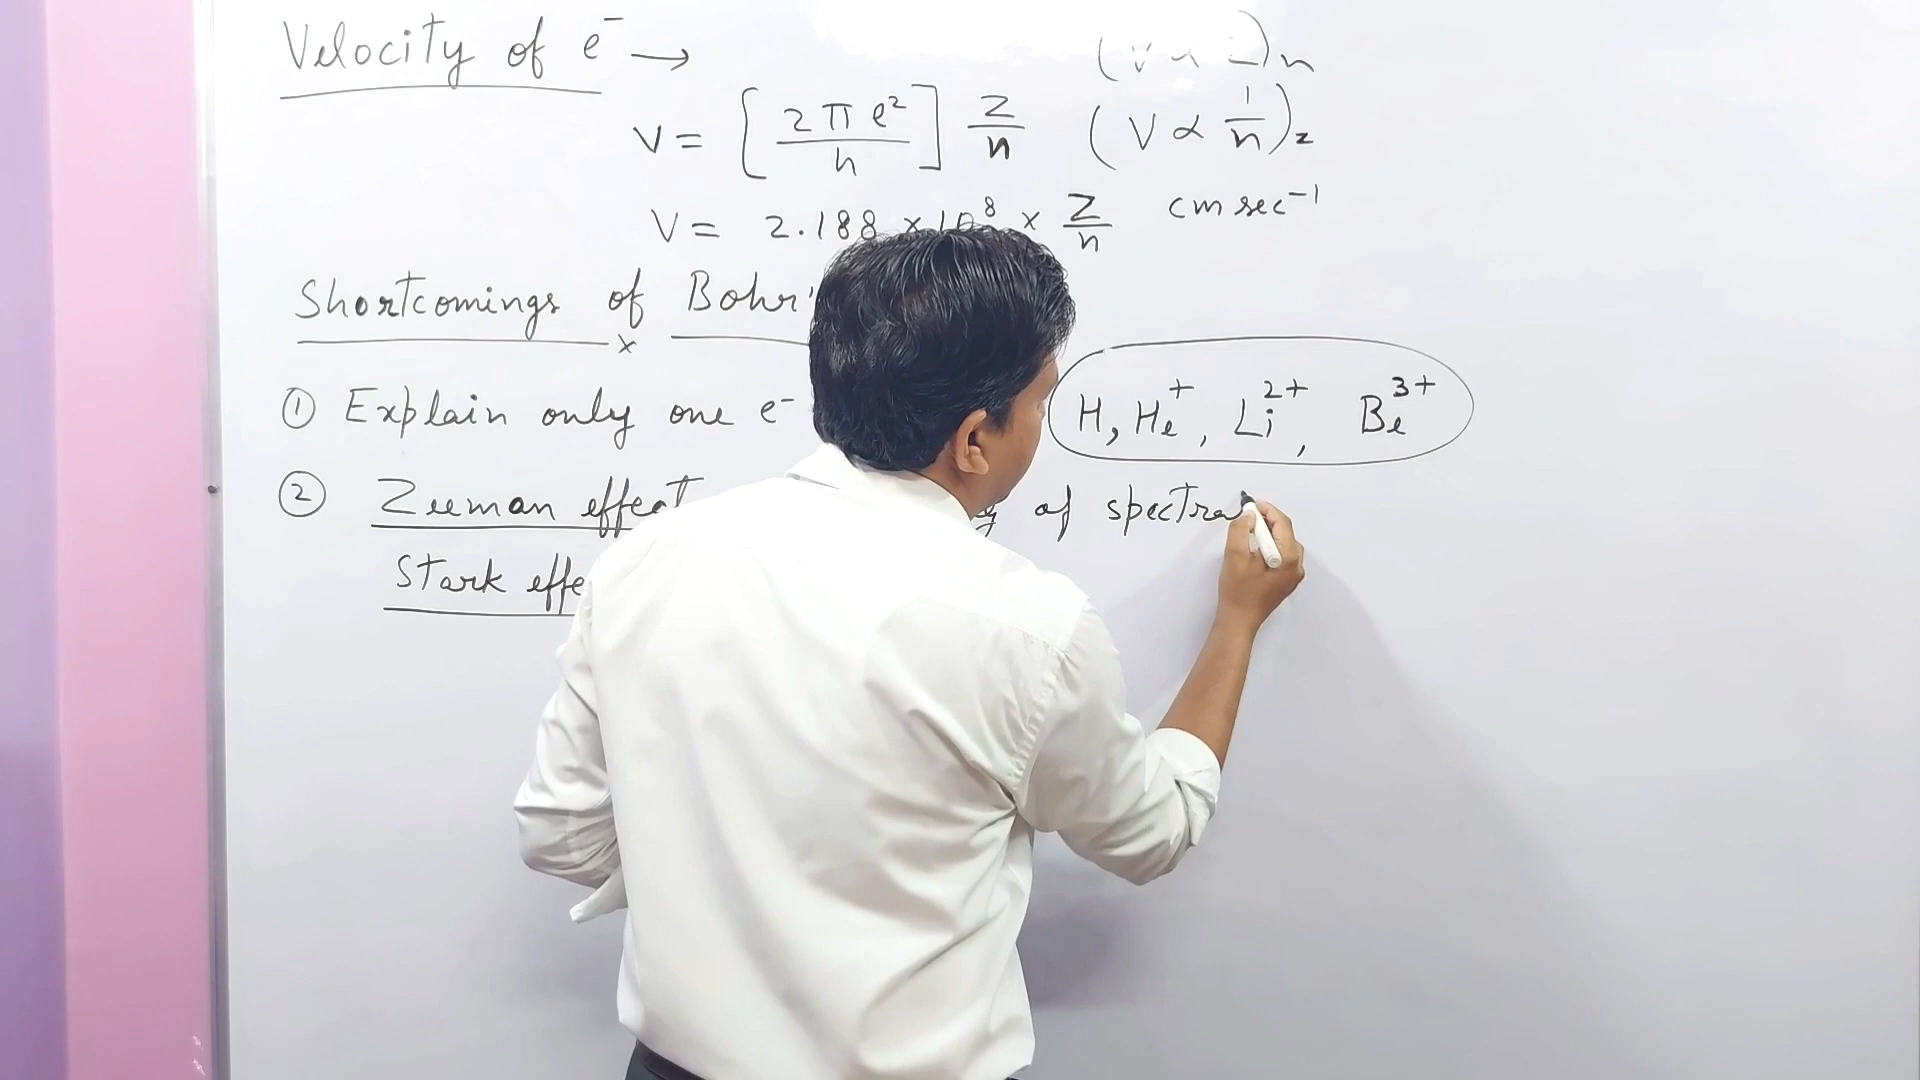 Velocity of e⁻ →
(V ∝ Z)n
V = [2πe²/h] Z/n (V ∝ 1/n)z
V = 2.188 × 10⁸ × Z/n cm sec⁻¹
Shortcomings of Bohr's
① Explain only one e⁻ H, He⁺, Li²⁺, Be³⁺
② Zeeman effect of spectra
Stark effe